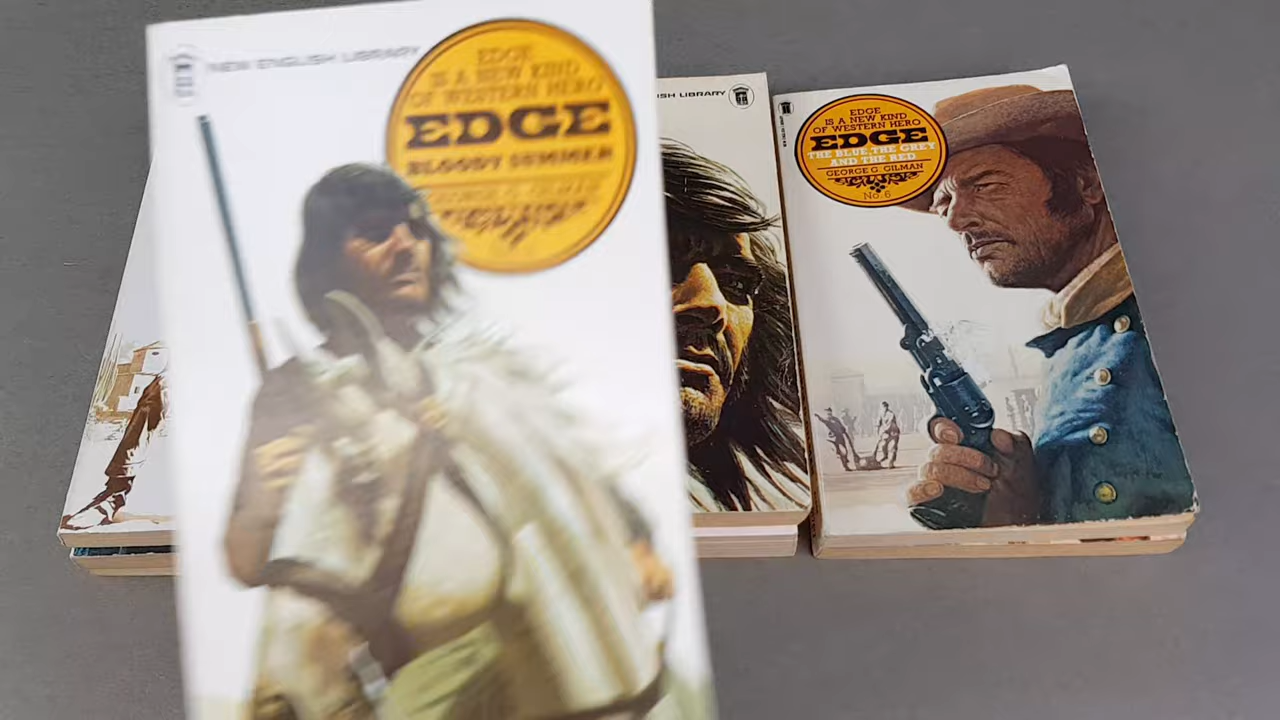 NEW ENGLISH LIBRARY
EDGE
IS A NEW KIND
OF WESTERN HERO
EDGE
BLOODY SUMMER
ISH LIBRARY
EDGE
IS A NEW KIND
OF WESTERN HERO
EDGE
THE BLUE, THE GREY
AND THE RED
GEORGE G. GILMAN
No. 6